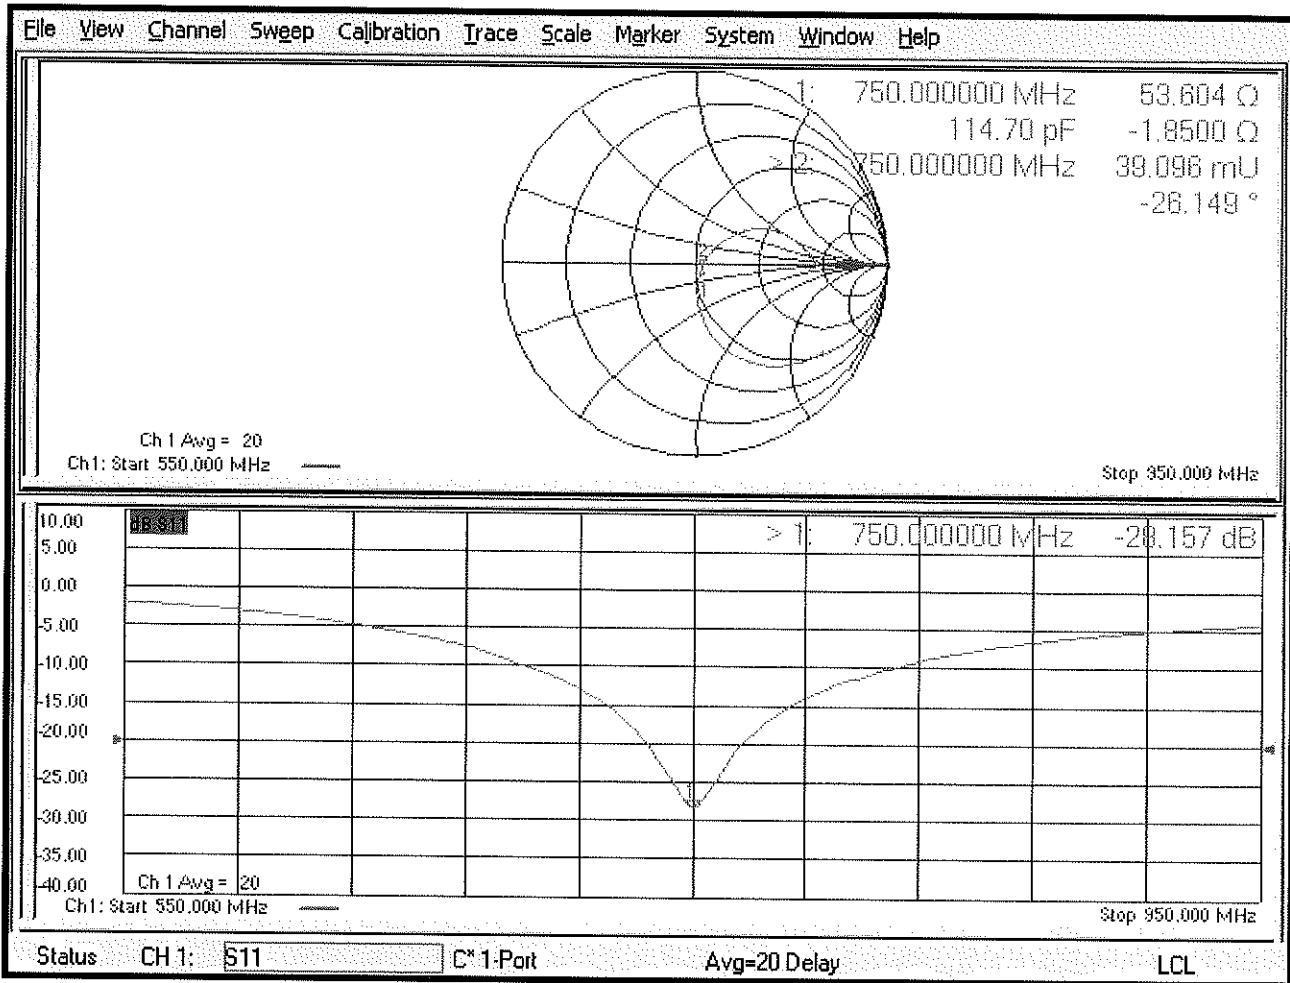 File View Channel Sweep Calibration Trace Scale Marker System Window Help
1: 750.000000 MHz 53.604 Ω
114.70 pF -1.8500 Ω
> 2: 750.000000 MHz 39.096 mU
-26.149 °
Ch 1 Avg = 20
Ch1: Start 550.000 MHz
Stop 950.000 MHz
dB S11
> 1: 750.000000 MHz -28.157 dB
10.00
5.00
0.00
-5.00
-10.00
-15.00
-20.00
-25.00
-30.00
-35.00
-40.00
1
Ch 1 Avg = 20
Ch1: Start 550.000 MHz
Stop 950.000 MHz
Status CH 1: S11 C* 1-Port Avg=20 Delay LCL